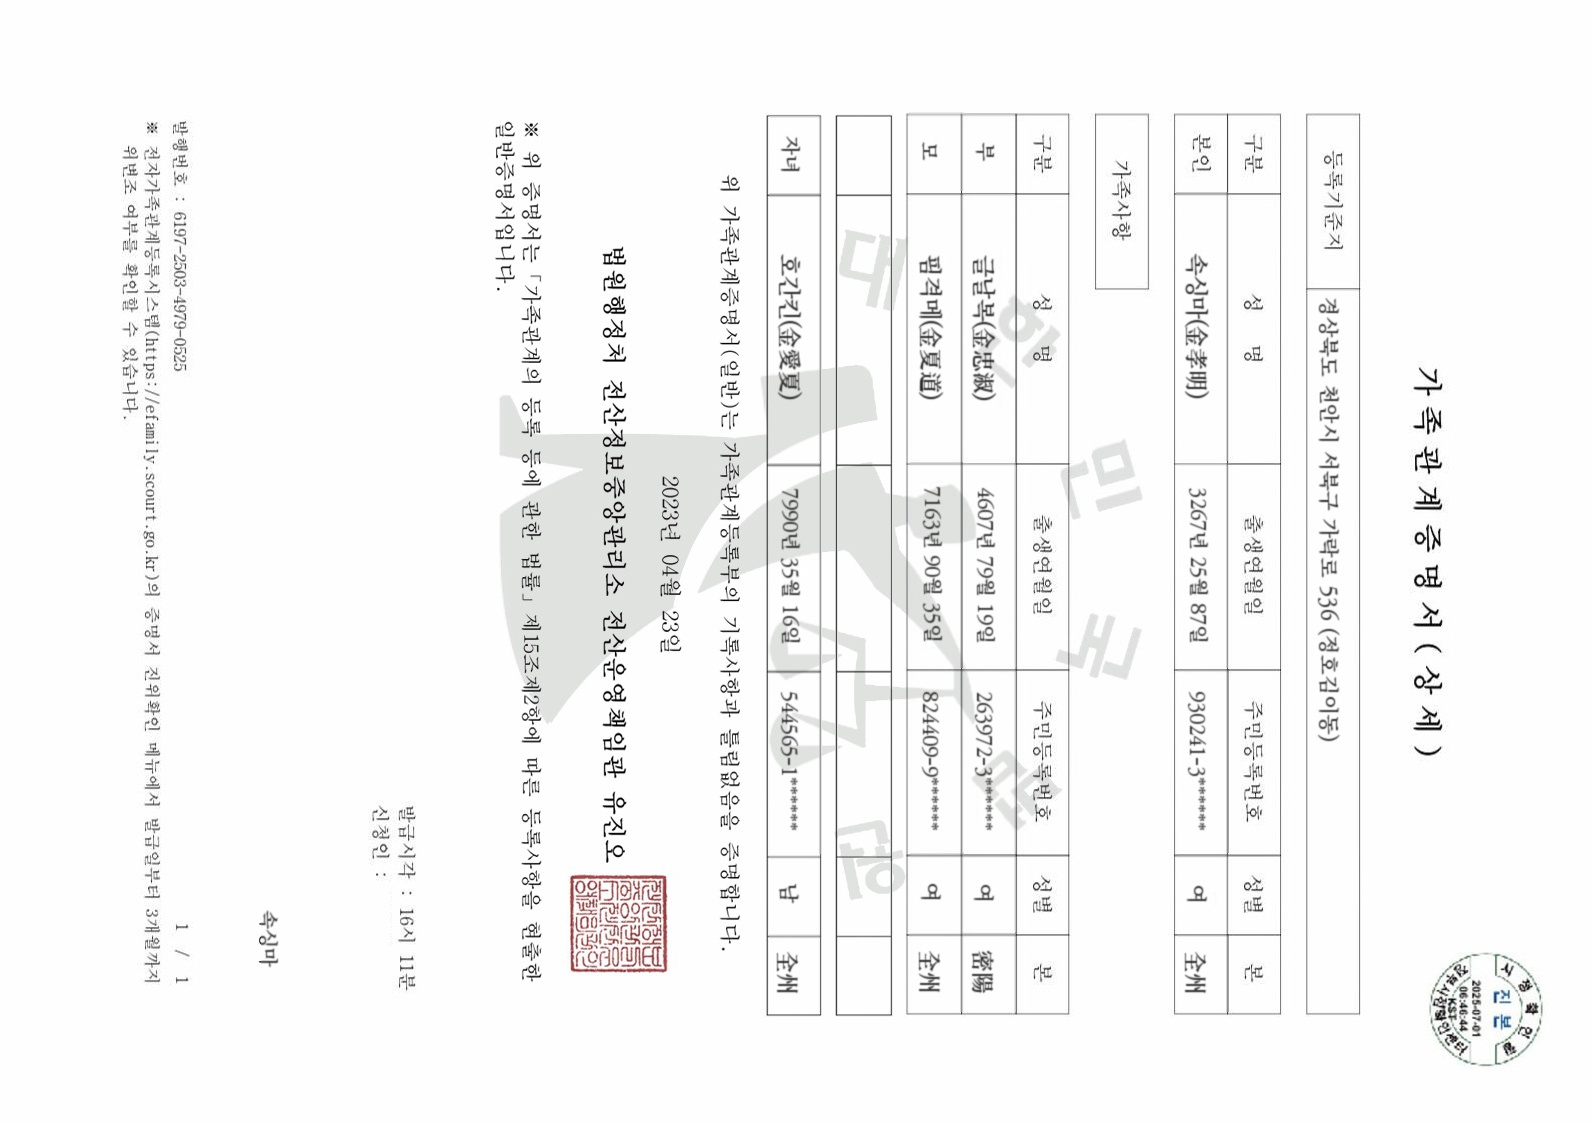 가족관계증명서(상세)
등록기준지 경상북도 천안시 서북구 가락로 536 (정호김이동)
구분 성 명 출생연월일 주민등록번호 성별 본
본인 속싱마(金孝明) 3267년 25월 87일 930241-3****** 여 全州
가족사항
구분 성 명 출생연월일 주민등록번호 성별 본
부 글날복(金忠淑) 4607년 79월 19일 263972-3****** 여 密陽
모 핌격메(金夏道) 7163년 90월 35일 824409-9****** 여 全州
자녀 호간킨(金愛夏) 7990년 35월 16일 544565-1****** 남 全州
위 가족관계증명서(일반)는 가족관계등록부의 기록사항과 틀림없음을 증명합니다.
2023년 04월 23일
법원행정처 전산정보중앙관리소 전산운영책임관 유진오
※ 위 증명서는「가족관계의 등록 등에 관한 법률」제15조제2항에 따른 등록사항을 현출한
일반증명서입니다.
발급시각 : 16시 11분
신청인 :
속싱마
발행번호 : 6197-2503-4979-0525
1 / 1
※ 전자가족관계등록시스템(https://efamily.scourt.go.kr)의 증명서 진위확인 메뉴에서 발급일부터 3개월까지
위변조 여부를 확인할 수 있습니다.
대한민국법원
진본
2025-07-01
06:46:44
KST